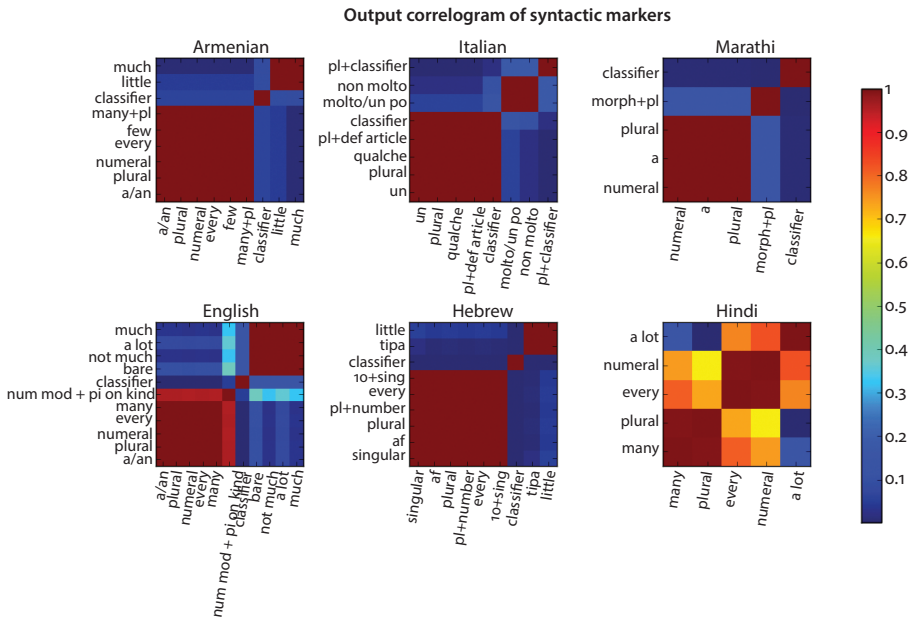 Output correlogram of syntactic markers
Armenian
much
little
classifier
many+pl
few
every
numeral
plural
a/an
a/an
plural
numeral
every
few
many+pl
classifier
little
much
Italian
pl+classifier
non molto
molto/un po
classifier
pl+def article
qualche
plural
un
un
plural
qualche
pl+def article
classifier
molto/un po
non molto
pl+classifier
Marathi
classifier
morph+pl
plural
a
numeral
numeral
a
plural
morph+pl
classifier
English
much
a lot
not much
bare
classifier
num mod + pi on kind
many
every
numeral
plural
a/an
a/an
plural
numeral
every
many
num mod + pi on kind
classifier
bare
not much
a lot
much
Hebrew
little
tipa
classifier
10+sing
every
pl+number
plural
af
singular
singular
af
plural
pl+number
every
10+sing
classifier
tipa
little
Hindi
a lot
numeral
every
plural
many
many
plural
every
numeral
a lot
1
0.9
0.8
0.7
0.6
0.5
0.4
0.3
0.2
0.1